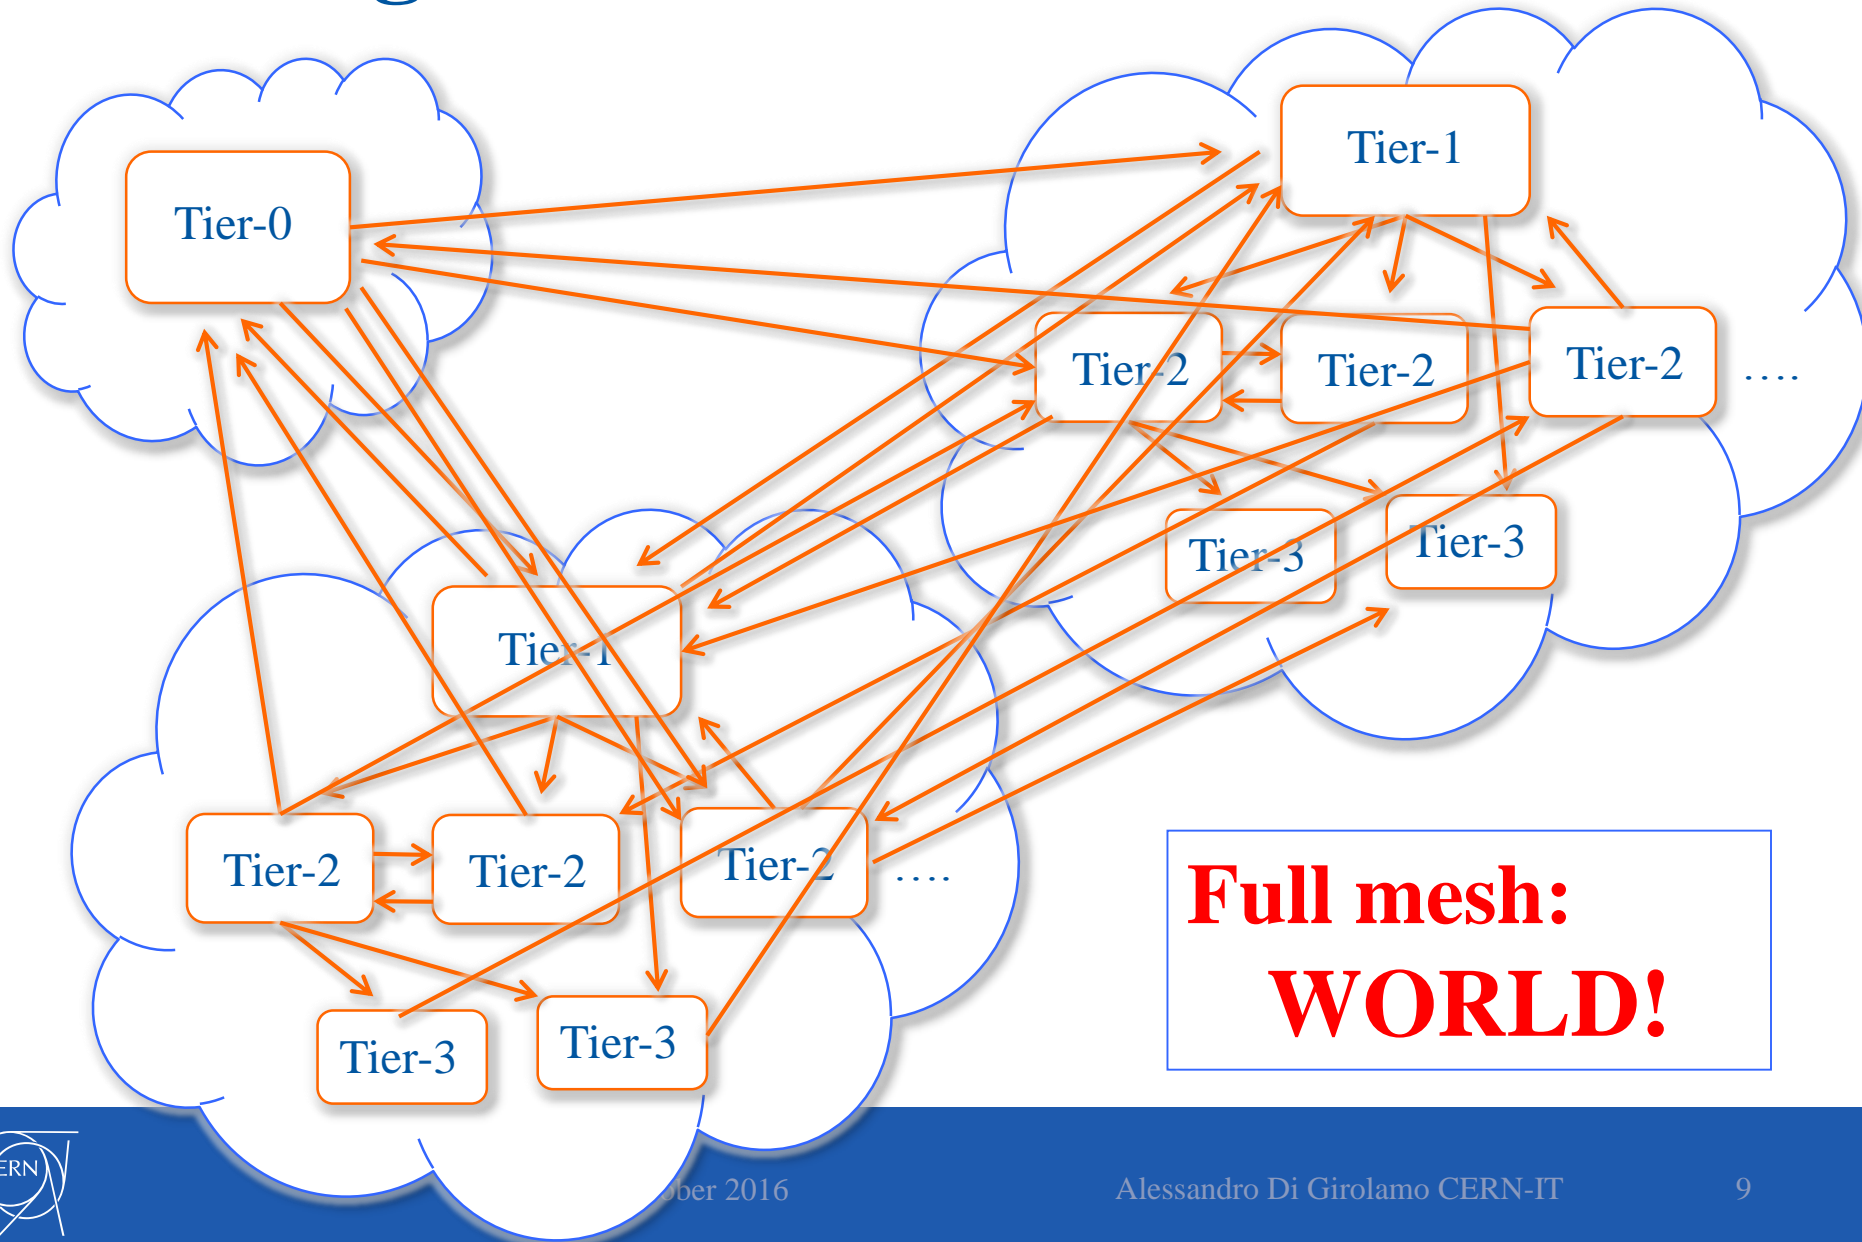 Tier-0
Tier-1
Tier-2
Tier-2
Tier-2
….
Tier-3
Tier-3
Tier-1
Tier-2
Tier-2
Tier-2
….
Tier-3
Tier-3
Full mesh:
WORLD!
2016
Alessandro Di Girolamo CERN-IT
9